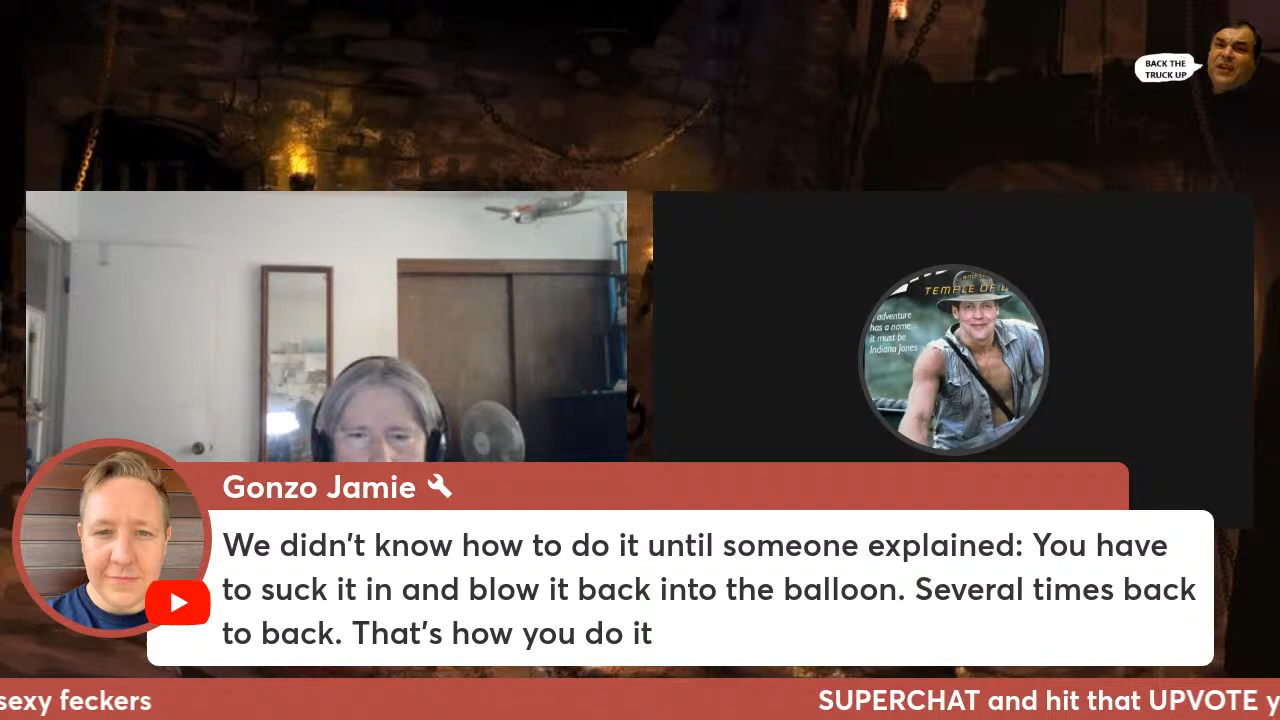 BACK THE
TRUCK UP
TEMPLE OF
adventure
has a name...
it must be
Indiana Jones
Gonzo Jamie
We didn't know how to do it until someone explained: You have
to suck it in and blow it back into the balloon. Several times back
to back. That's how you do it
sexy feckers
SUPERCHAT and hit that UPVOTE y